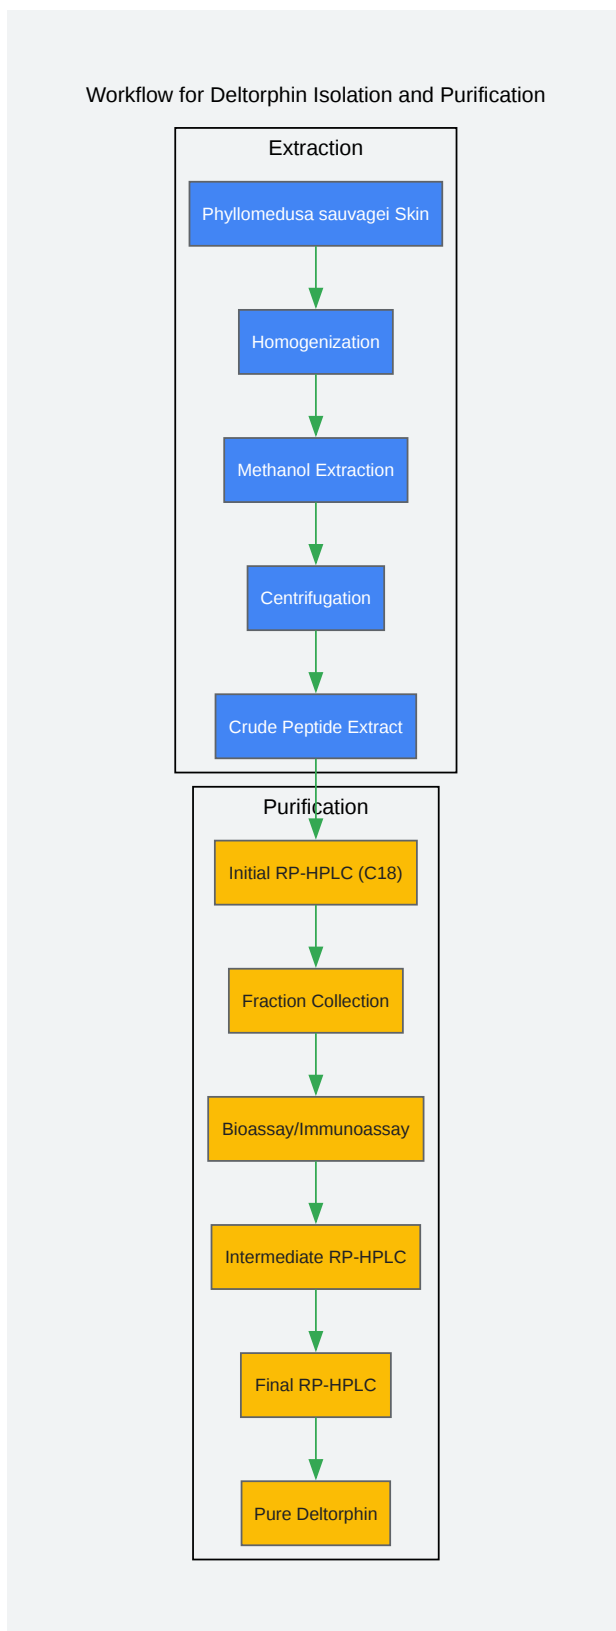 Workflow for Deltorphin Isolation and Purification
Extraction
Phyllomedusa sauvagei Skin
Homogenization
Methanol Extraction
Centrifugation
Crude Peptide Extract
Purification
Initial RP-HPLC (C18)
Fraction Collection
Bioassay/Immunoassay
Intermediate RP-HPLC
Final RP-HPLC
Pure Deltorphin